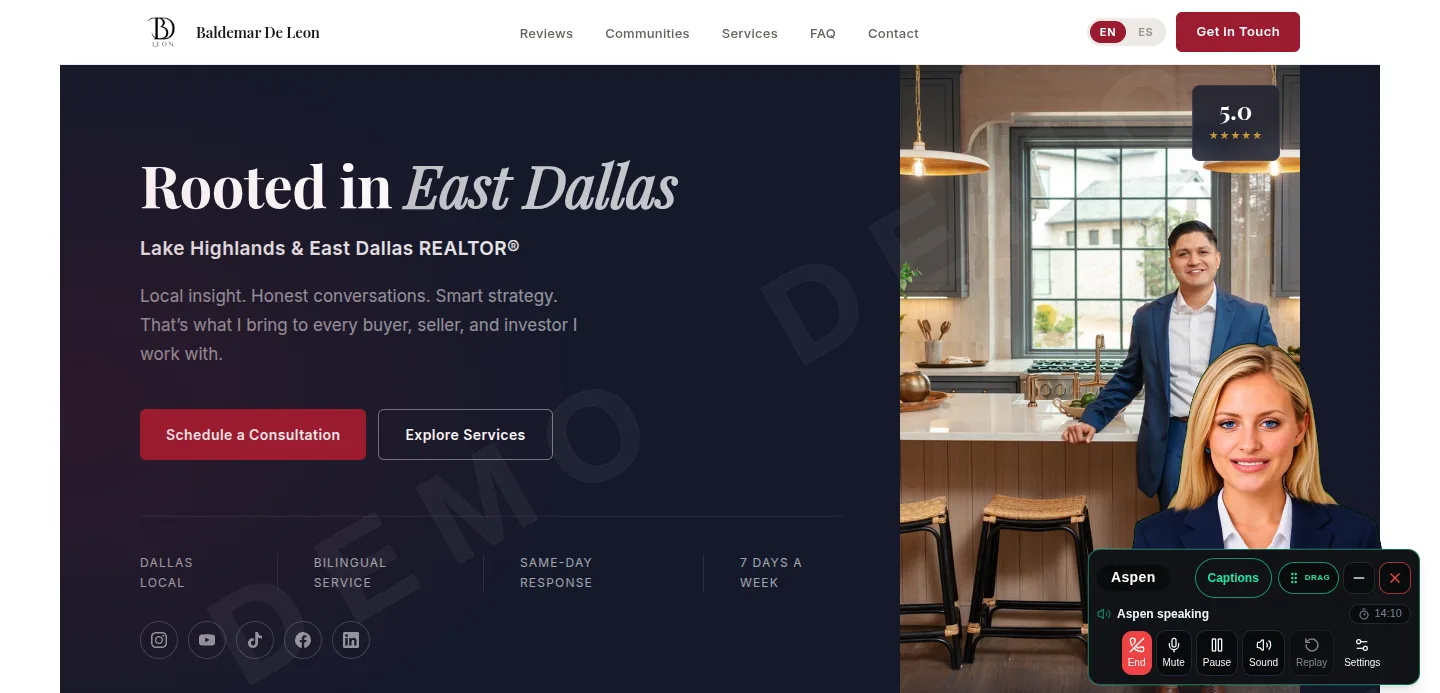 B
LEON
Baldemar De Leon
Reviews
Communities
Services
FAQ
Contact
EN
ES
Get In Touch
5.0
★★★★★
Rooted in East Dallas
Lake Highlands & East Dallas REALTOR®
Local insight. Honest conversations. Smart strategy.
That's what I bring to every buyer, seller, and investor I
work with.
Schedule a Consultation
Explore Services
DEMO
DEMO
DALLAS
LOCAL
BILINGUAL
SERVICE
SAME-DAY
RESPONSE
7 DAYS A
WEEK
Aspen
Captions
DRAG
Aspen speaking
14:10
End
Mute
Pause
Sound
Replay
Settings